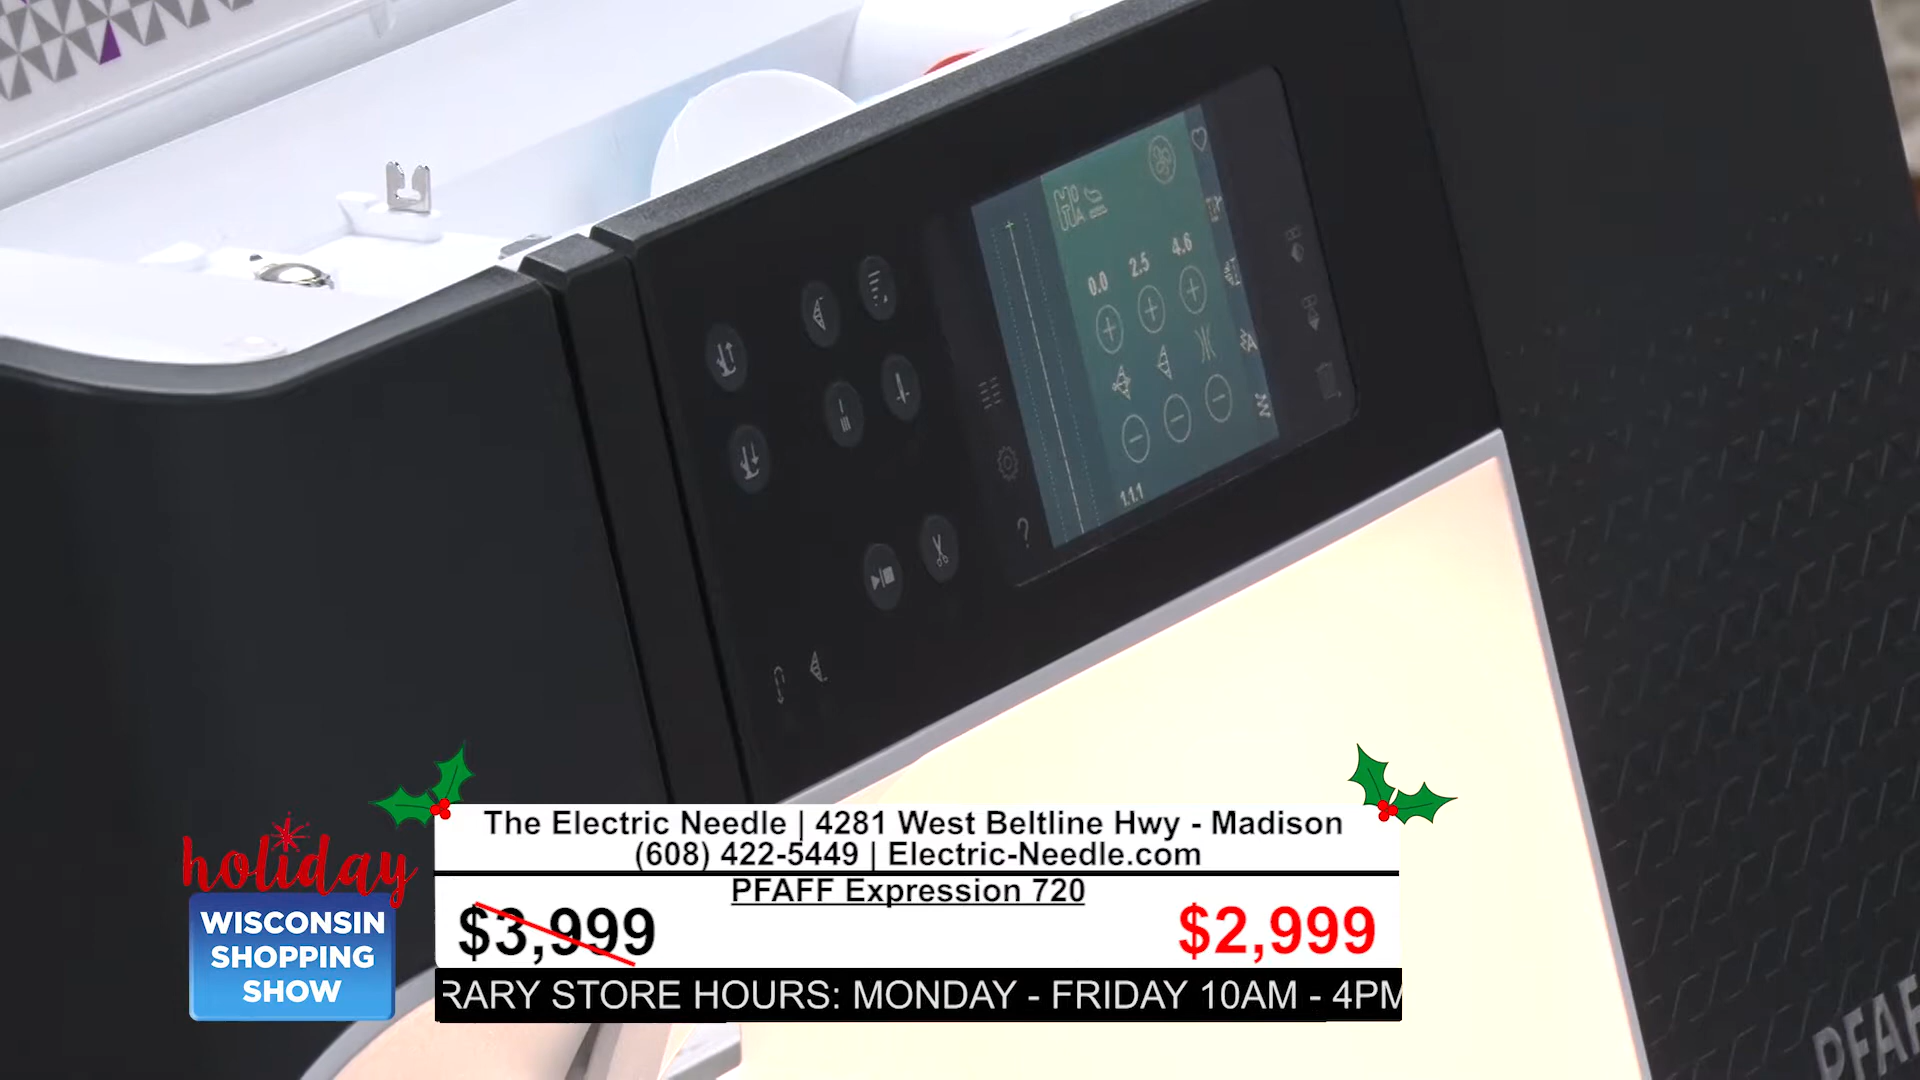 0.0 2.5 4.6
?
1.1.1
PFAF
The Electric Needle | 4281 West Beltline Hwy - Madison
(608) 422-5449 | Electric-Needle.com
PFAFF Expression 720
$3,999 $2,999
RARY STORE HOURS: MONDAY - FRIDAY 10AM - 4PM
holiday
WISCONSIN
SHOPPING
SHOW